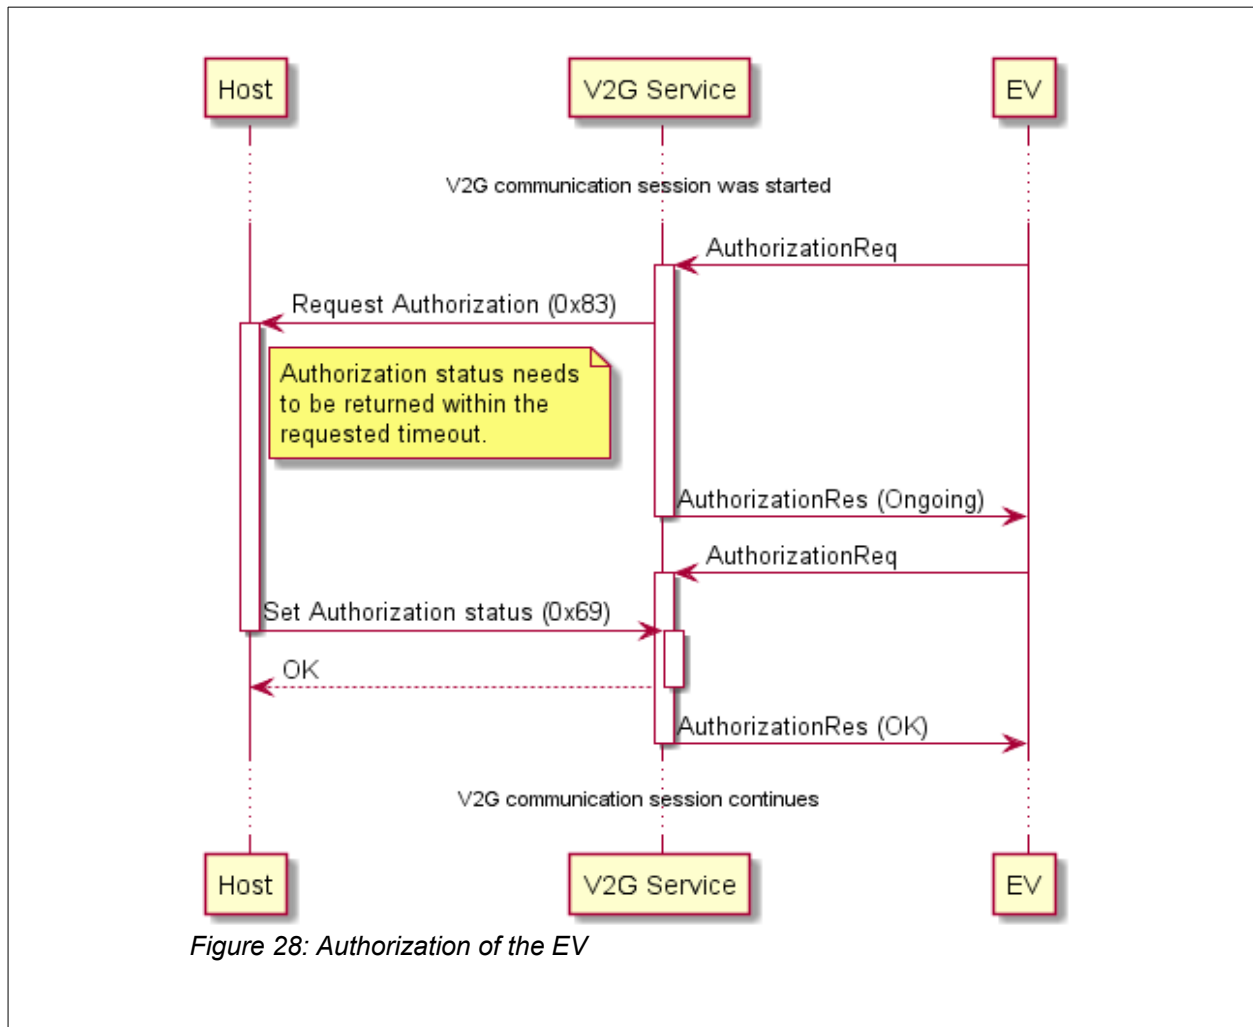 Host
V2G Service
EV
V2G communication session was started
AuthorizationReq
Request Authorization (0x83)
Authorization status needs
to be returned within the
requested timeout.
AuthorizationRes (Ongoing)
AuthorizationReq
Set Authorization status (0x69)
OK
AuthorizationRes (OK)
V2G communication session continues
Host
V2G Service
EV
Figure 28: Authorization of the EV